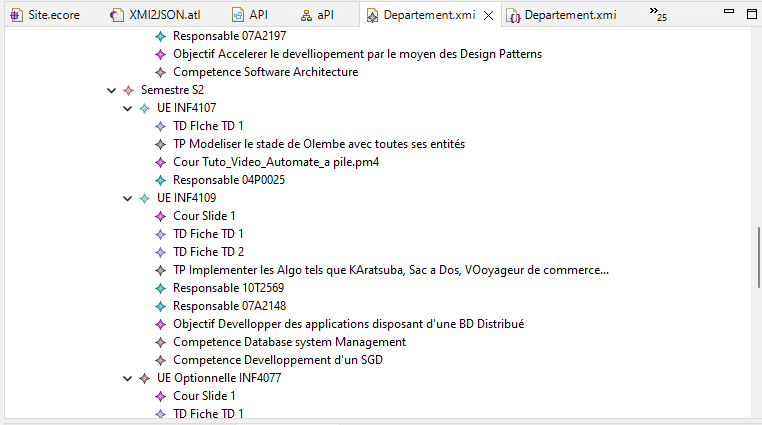 Site.ecore XMI2JSON.atl API aPI Departement.xmi Departement.xmi 25
Responsable 07A2197
Objectif Accelerer le devellopement par le moyen des Design Patterns
Competence Software Architecture
Semestre S2
UE INF4107
TD FIche TD 1
TP Modeliser le stade de Olembe avec toutes ses entités
Cour Tuto_Video_Automate_a pile.pm4
Responsable 04P0025
UE INF4109
Cour Slide 1
TD Fiche TD 1
TD Fiche TD 2
TP Implementer les Algo tels que KAratsuba, Sac a Dos, VOoyageur de commerce...
Responsable 10T2569
Responsable 07A2148
Objectif Devellopper des applications disposant d'une BD Distribué
Competence Database system Management
Competence Developpement d'un SGD
UE Optionnelle INF4077
Cour Slide 1
TD Fiche TD 1